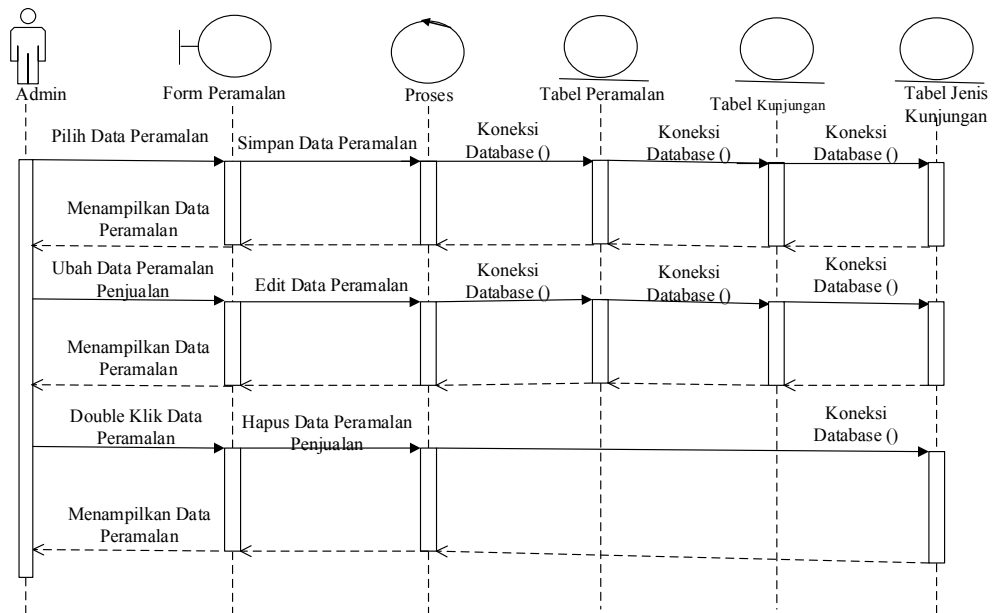 Admin
Form Peramalan
Proses
Tabel Peramalan
Tabel Kunjungan
Tabel Jenis
Kunjungan
Pilih Data Peramalan
Simpan Data Peramalan
Koneksi
Database ()
Koneksi
Database ()
Koneksi
Database ()
Menampilkan Data
Peramalan
Ubah Data Peramalan
Penjualan
Edit Data Peramalan
Koneksi
Database ()
Koneksi
Database ()
Koneksi
Database ()
Menampilkan Data
Peramalan
Double Klik Data
Peramalan
Hapus Data Peramalan
Penjualan
Koneksi
Database ()
Menampilkan Data
Peramalan